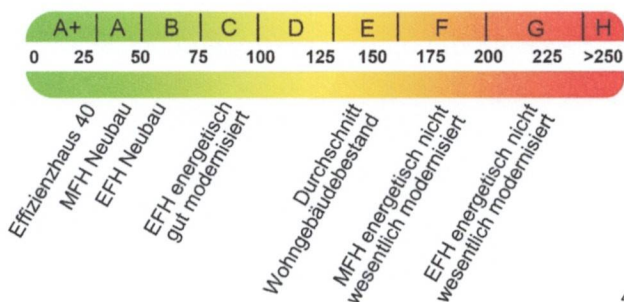 A+ A B C D E F G H
0 25 50 75 100 125 150 175 200 225 >250
Effizienzhaus 40
MFH Neubau
EFH Neubau
EFH energetisch
gut modernisiert
Durchschnitt
Wohngebäudebestand
MFH energetisch nicht
wesentlich modernisiert
EFH energetisch nicht
wesentlich modernisiert